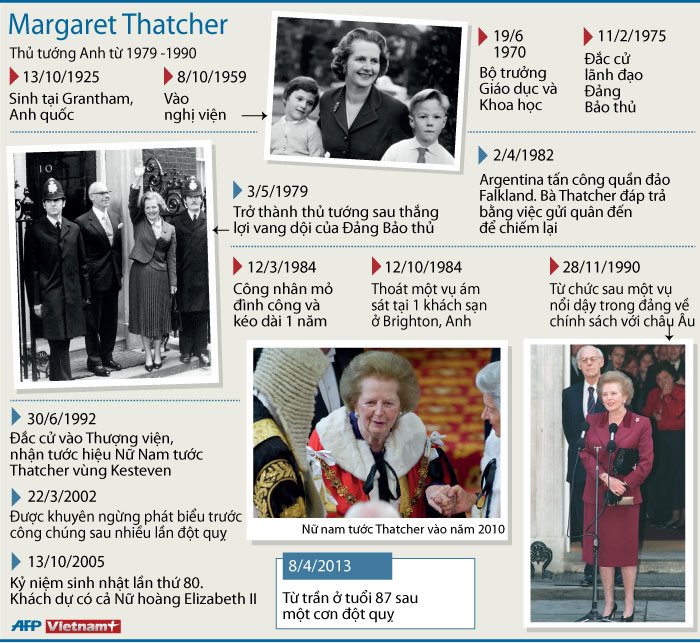 Margaret Thatcher
Thủ tướng Anh từ 1979 -1990
13/10/1925
Sinh tại Grantham,
Anh quốc
8/10/1959
Vào
nghị viện
19/6
1970
Bộ trưởng
Giáo dục và
Khoa học
11/2/1975
Đắc cử
lãnh đạo
Đảng
Bảo thủ
10
3/5/1979
Trở thành thủ tướng sau thắng
lợi vang dội của Đảng Bảo thủ
2/4/1982
Argentina tấn công quần đảo
Falkland. Bà Thatcher đáp trả
bằng việc gửi quân đến
để chiếm lại
12/3/1984
Công nhân mỏ
đình công và
kéo dài 1 năm
12/10/1984
Thoát một vụ ám
sát tại 1 khách sạn
ở Brighton, Anh
28/11/1990
Từ chức sau một vụ
nổi dậy trong đảng về
chính sách với châu Âu
30/6/1992
Đắc cử vào Thượng viện,
nhận tước hiệu Nữ Nam tước
Thatcher vùng Kesteven
22/3/2002
Được khuyên ngừng phát biểu trước
công chúng sau nhiều lần đột quỵ
13/10/2005
Kỷ niệm sinh nhật lần thứ 80.
Khách dự có cả Nữ hoàng Elizabeth II
Nữ nam tước Thatcher vào năm 2010
8/4/2013
Từ trần ở tuổi 87 sau
một cơn đột quỵ
AFP Vietnam+